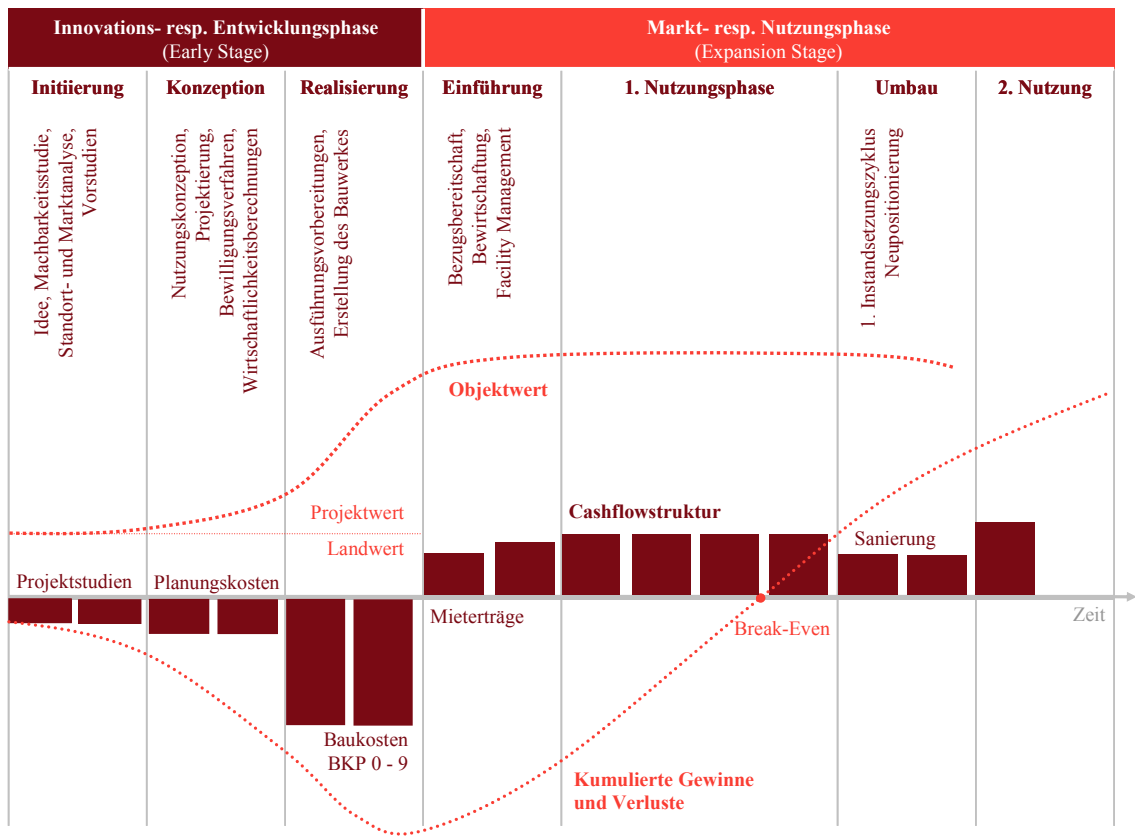 Innovations- resp. Entwicklungsphase
(Early Stage)
Markt- resp. Nutzungsphase
(Expansion Stage)
Initiierung
Konzeption
Realisierung
Einführung
1. Nutzungsphase
Umbau
2. Nutzung
Idee, Machbarkeitsstudie,
Standort- und Marktanalyse,
Vorstudien
Nutzungskonzeption,
Projektierung,
Bewilligungsverfahren,
Wirtschaftlichkeitsberechnungen
Ausführungsvorbereitungen,
Erstellung des Bauwerkes
Bezugsbereitschaft,
Bewirtschaftung,
Facility Management
1. Instandsetzungszyklus
Neupositionierung
Objektwert
Projektwert
Landwert
Cashflowstruktur
Sanierung
Projektstudien
Planungskosten
Mieterträge
Break-Even
Zeit
Baukosten
BKP 0 - 9
Kumulierte Gewinne
und Verluste